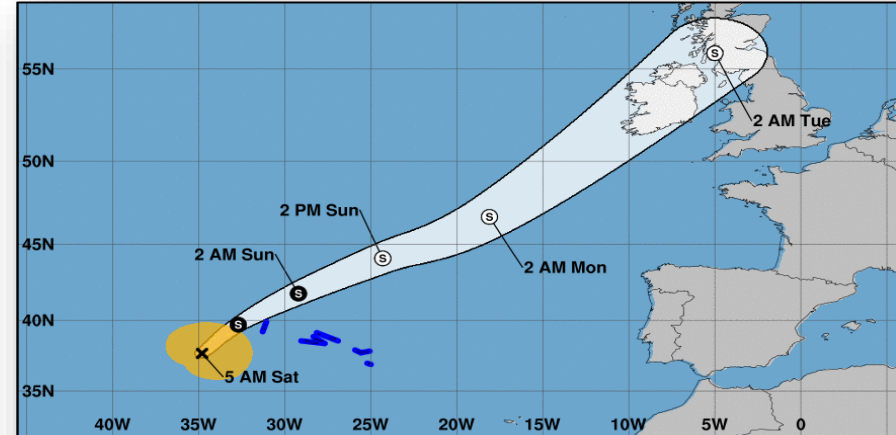 55N
2 AM Tue
50N
2 PM Sun
S
S
45N
2 AM Sun
S
2 AM Mon
S
40N
S
5 AM Sat
35N
40W 35W 30W 25W 20W 15W 10W 5W 0